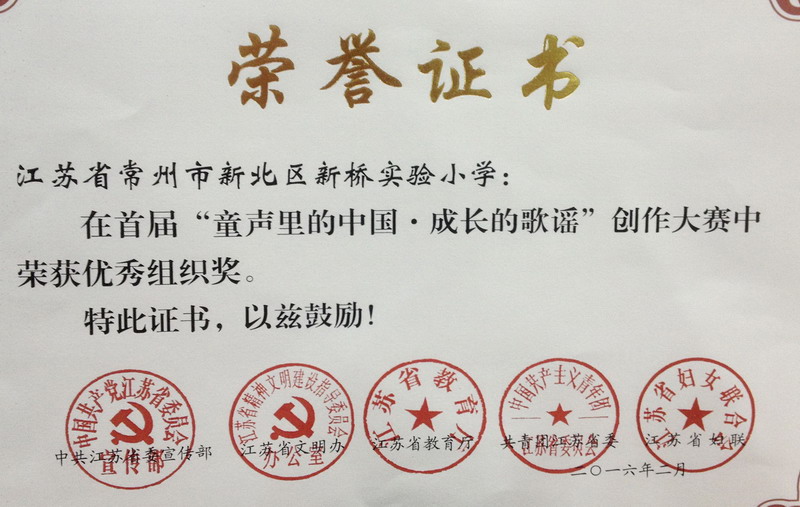 荣誉证书
江苏省常州市新北区新桥实验小学：
在首届“童声里的中国·成长的歌谣”创作大赛中
荣获优秀组织奖。
特此证书，以兹鼓励！
中国共产党江苏省委员会
宣传部
江苏省精神文明建设指导委员会
办公室
江苏省教育厅
中国共产主义青年团
江苏省委员会
江苏省妇女联合会
中共江苏省委宣传部 江苏省文明办 江苏省教育厅 共青团江苏省委 江苏省妇联
二〇一六年二月